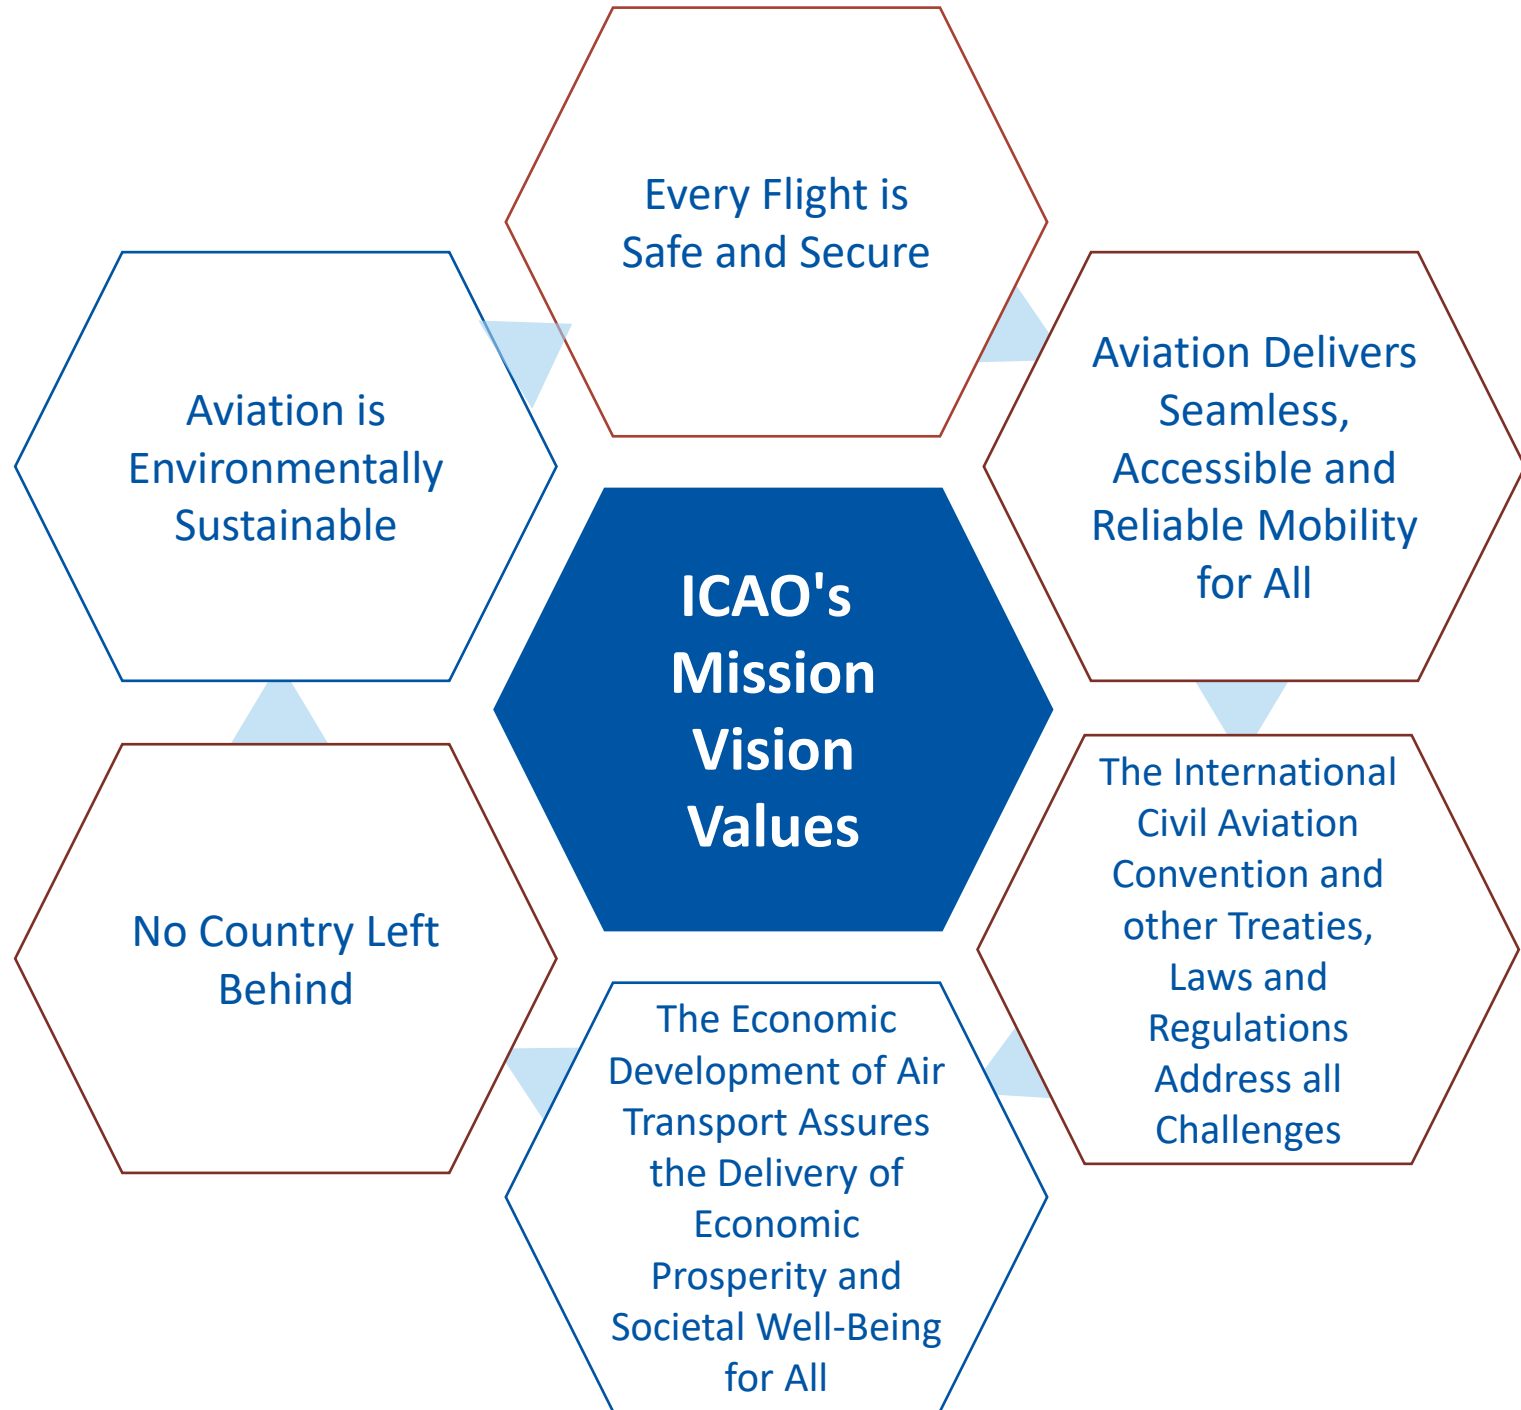 Every Flight is
Safe and Secure
Aviation Delivers
Seamless,
Accessible and
Reliable Mobility
for All
The International
Civil Aviation
Convention and
other Treaties,
Laws and
Regulations
Address all
Challenges
The Economic
Development of Air
Transport Assures
the Delivery of
Economic
Prosperity and
Societal Well-Being
for All
No Country Left
Behind
Aviation is
Environmentally
Sustainable
ICAO's
Mission
Vision
Values